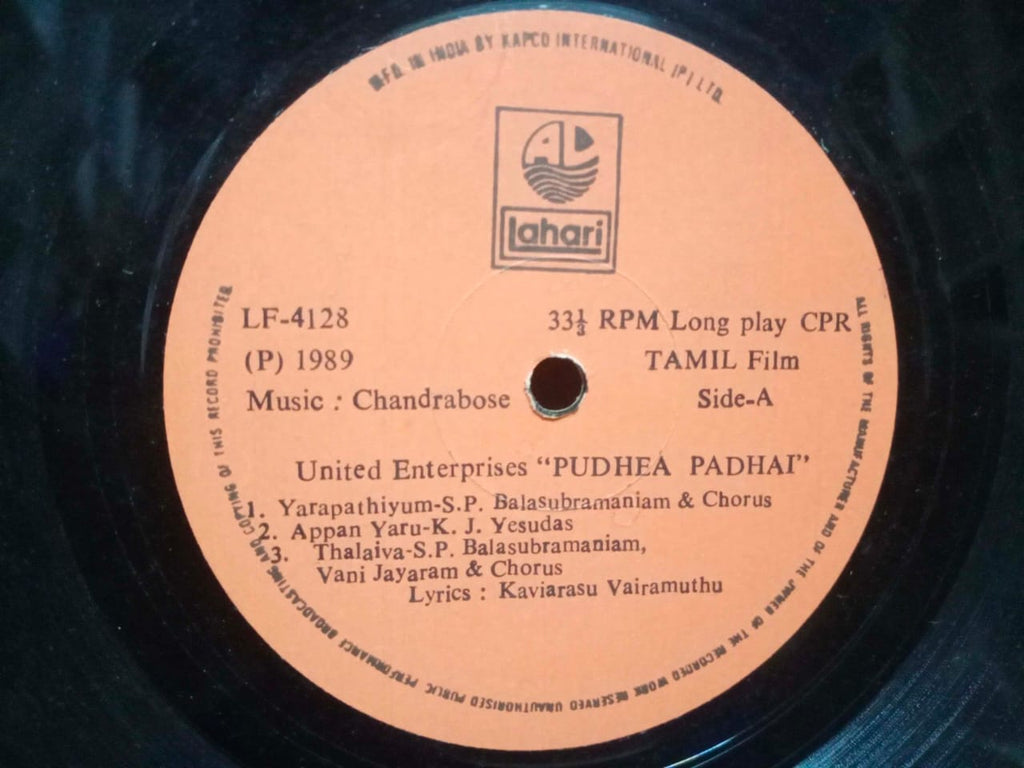 MFD. IN INDIA BY KAPCO INTERNATIONAL (P) LTD.
AD
lahari
LF-4128
33⅓ RPM Long play CPR
(P) 1989
TAMIL Film
Music : Chandrabose
Side-A
United Enterprises “PUDHEA PADHAI”
1. Yarapathiyum-S.P. Balasubramaniam & Chorus
2. Appan Yaru-K. J. Yesudas
3. Thalaiva-S.P. Balasubramaniam,
Vani Jayaram & Chorus
Lyrics : Kaviarasu Vairamuthu
ALL RIGHTS OF THE MANUFACTURER AND OF THE OWNER OF THE RECORDED WORK RESERVED UNAUTHORISED PUBLIC PERFORMANCE BROADCASTING AND COPYING OF THIS RECORD PROHIBITED